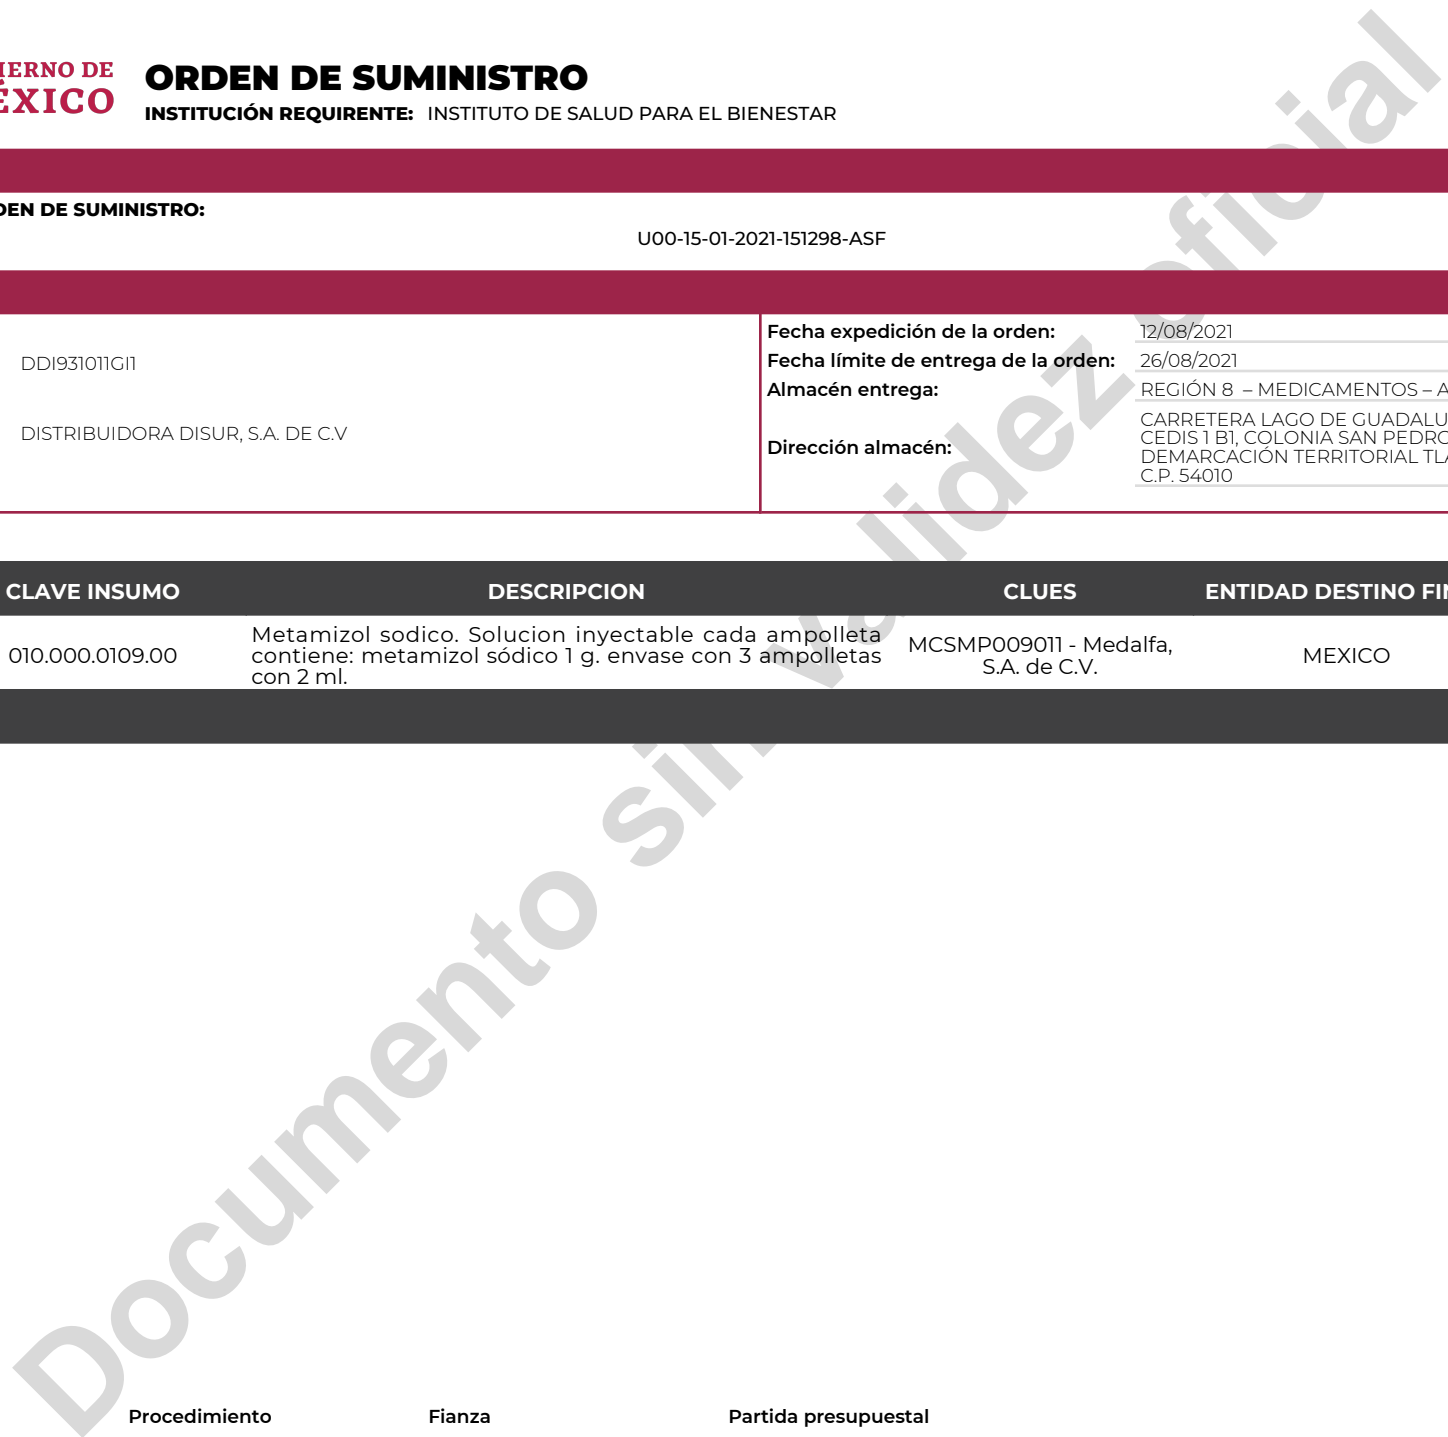 IERNO DE
ÉXICO
ORDEN DE SUMINISTRO
INSTITUCIÓN REQUIRENTE: INSTITUTO DE SALUD PARA EL BIENESTAR
DEN DE SUMINISTRO:
U00-15-01-2021-151298-ASF
DDI931011GI1
DISTRIBUIDORA DISUR, S.A. DE C.V
Fecha expedición de la orden: 12/08/2021
Fecha límite de entrega de la orden: 26/08/2021
Almacén entrega: REGIÓN 8 – MEDICAMENTOS – A
Dirección almacén:
CARRETERA LAGO DE GUADALU
CEDIS 1 B1, COLONIA SAN PEDRO
DEMARCACIÓN TERRITORIAL TLA
C.P. 54010
CLAVE INSUMO DESCRIPCION CLUES ENTIDAD DESTINO FIN
010.000.0109.00
Metamizol sodico. Solucion inyectable cada ampolleta
contiene: metamizol sódico 1 g. envase con 3 ampolletas
con 2 ml.
MCSMP009011 - Medalfa,
S.A. de C.V.
MEXICO
Documento sin validez oficial
Procedimiento Fianza Partida presupuestal